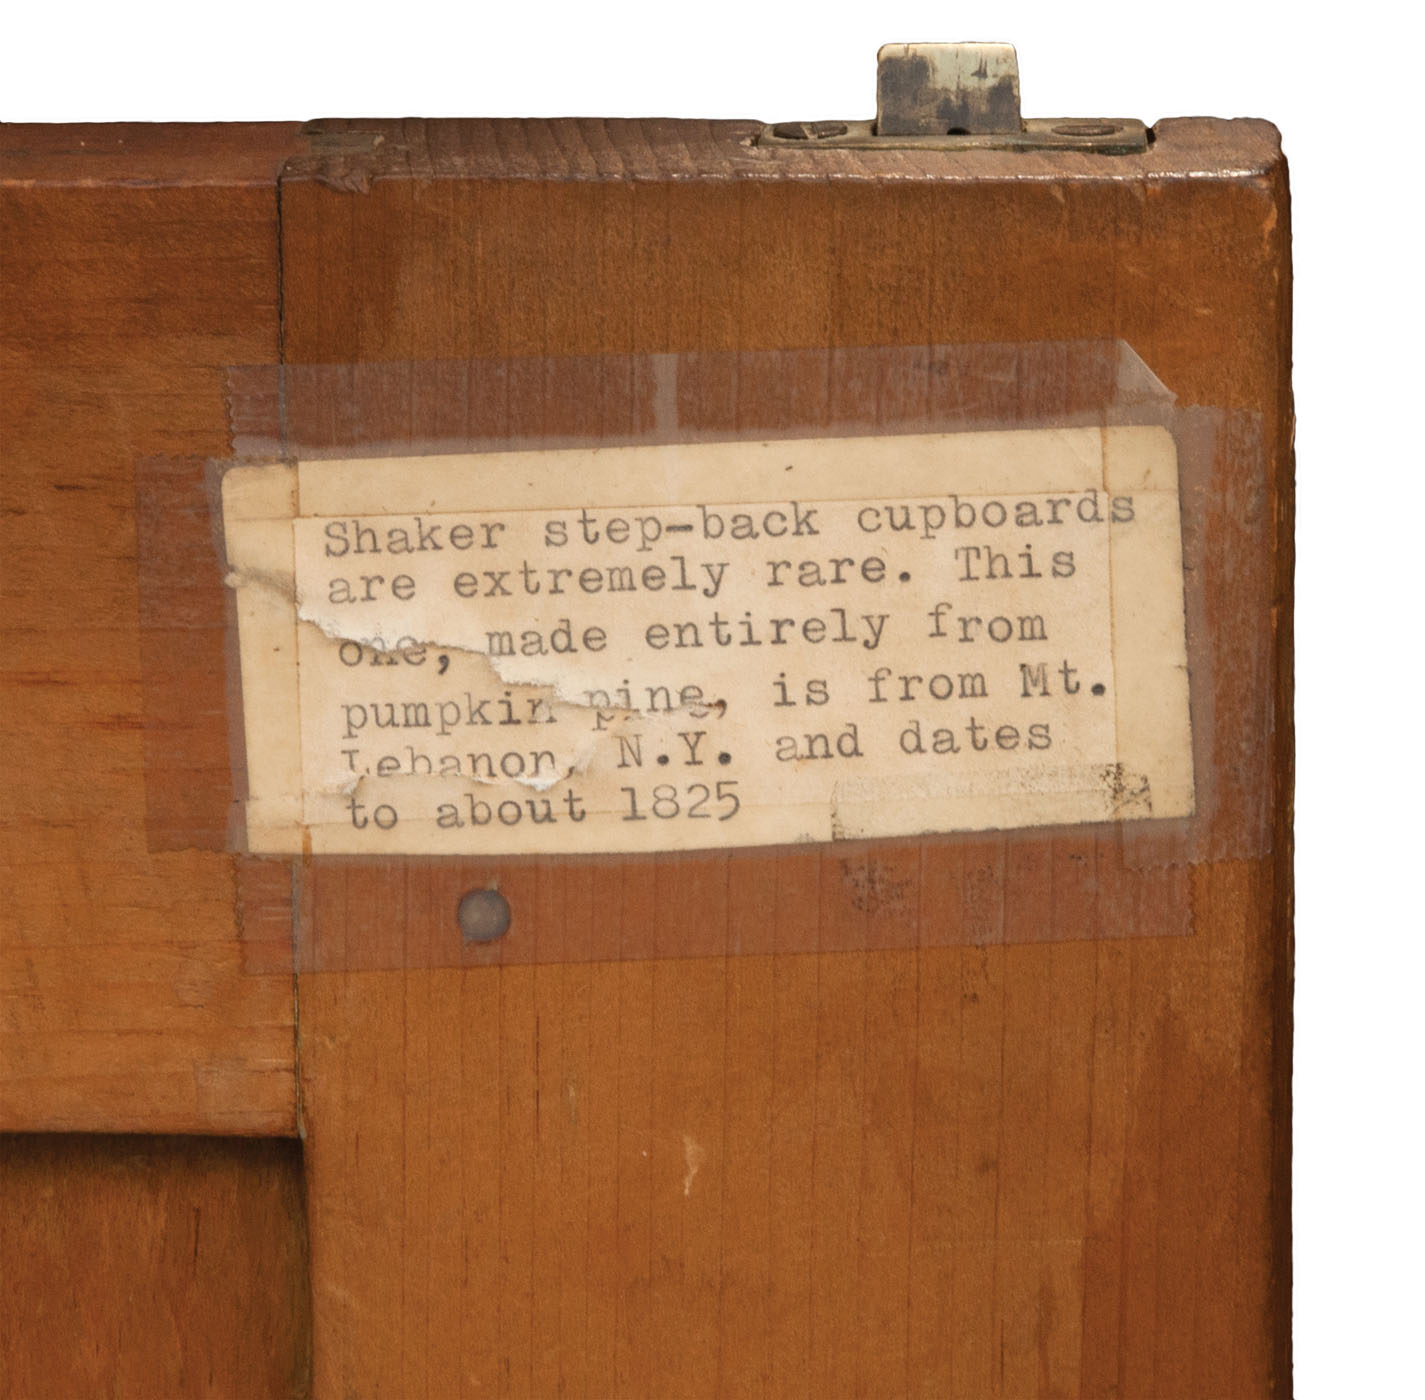 Shaker step-back cupboards
are extremely rare. This
one, made entirely from
pumpkin pine, is from Mt.
Lebanon, N.Y. and dates
to about 1825